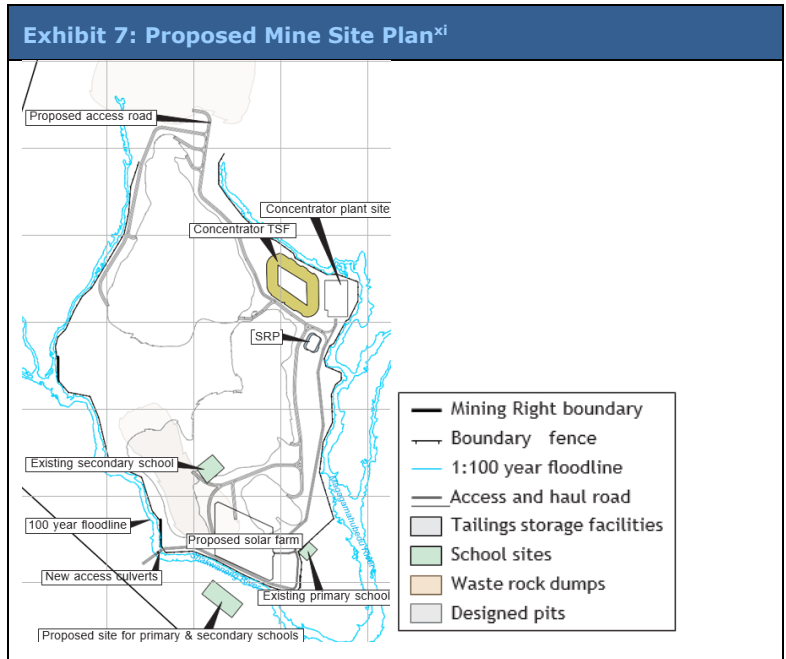 Exhibit 7: Proposed Mine Site Planxi
Proposed access road
Concentrator plant site
Concentrator TSF
SRP
Existing secondary school
100 year floodline
Proposed solar farm
New access culverts
Existing primary school
Proposed site for primary & secondary schools
Mining Right boundary
Boundary fence
1:100 year floodline
Access and haul road
Tailings storage facilities
School sites
Waste rock dumps
Designed pits